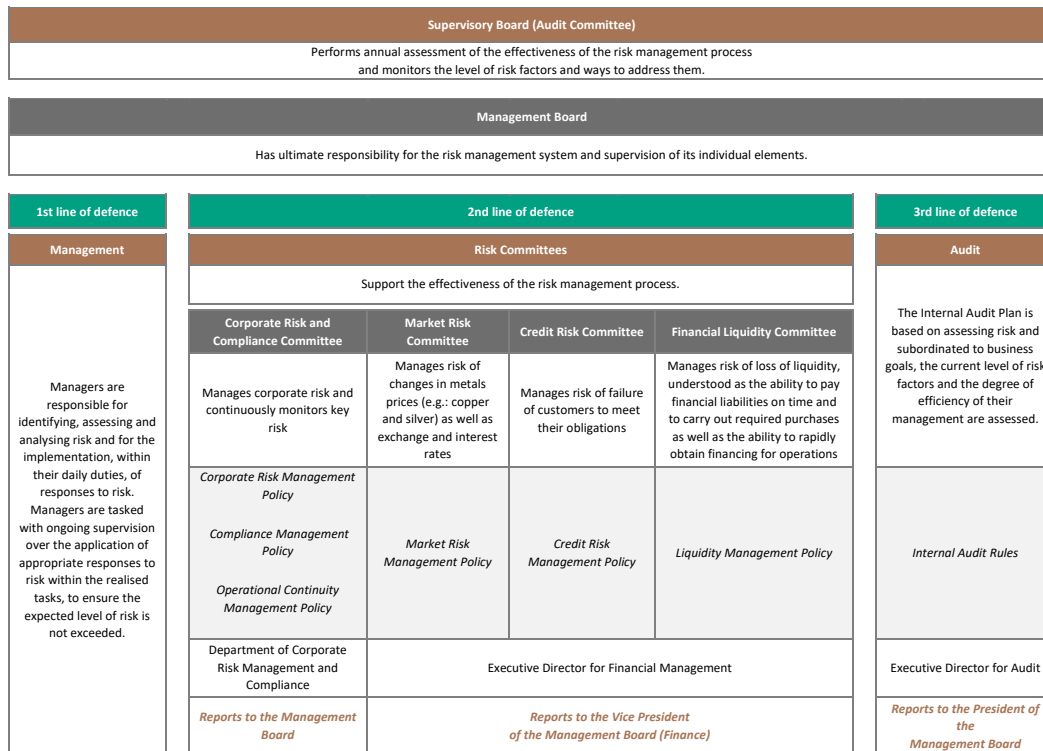 Supervisory Board (Audit Committee)
Performs annual assessment of the effectiveness of the risk management process
and monitors the level of risk factors and ways to address them.
Management Board
Has ultimate responsibility for the risk management system and supervision of its individual elements.
1st line of defence
Management
Managers are
responsible for
identifying, assessing and
analysing risk and for the
implementation, within
their daily duties, of
responses to risk.
Managers are tasked
with ongoing supervision
over the application of
appropriate responses to
risk within the realised
tasks, to ensure the
expected level of risk is
not exceeded.
2nd line of defence
Risk Committees
Support the effectiveness of the risk management process.
Corporate Risk and
Compliance Committee
Manages corporate risk and
continuously monitors key
risk
Corporate Risk Management
Policy
Compliance Management
Policy
Operational Continuity
Management Policy
Department of Corporate
Risk Management and
Compliance
Reports to the Management
Board
Market Risk
Committee
Manages risk of
changes in metals
prices (e.g.: copper
and silver) as well as
exchange and interest
rates
Market Risk
Management Policy
Credit Risk Committee
Manages risk of failure
of customers to meet
their obligations
Credit Risk
Management Policy
Financial Liquidity Committee
Manages risk of loss of liquidity,
understood as the ability to pay
financial liabilities on time and
to carry out required purchases
as well as the ability to rapidly
obtain financing for operations
Liquidity Management Policy
Executive Director for Financial Management
Reports to the Vice President
of the Management Board (Finance)
3rd line of defence
Audit
The Internal Audit Plan is
based on assessing risk and
subordinated to business
goals, the current level of risk
factors and the degree of
efficiency of their
management are assessed.
Internal Audit Rules
Executive Director for Audit
Reports to the President of
the
Management Board